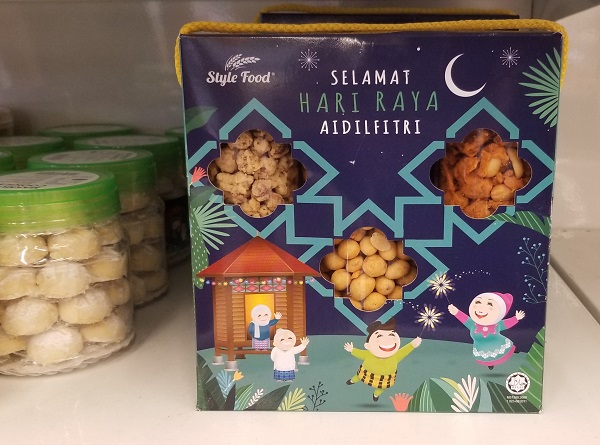 Style Food®
SELAMAT
HARI RAYA
AIDILFITRI